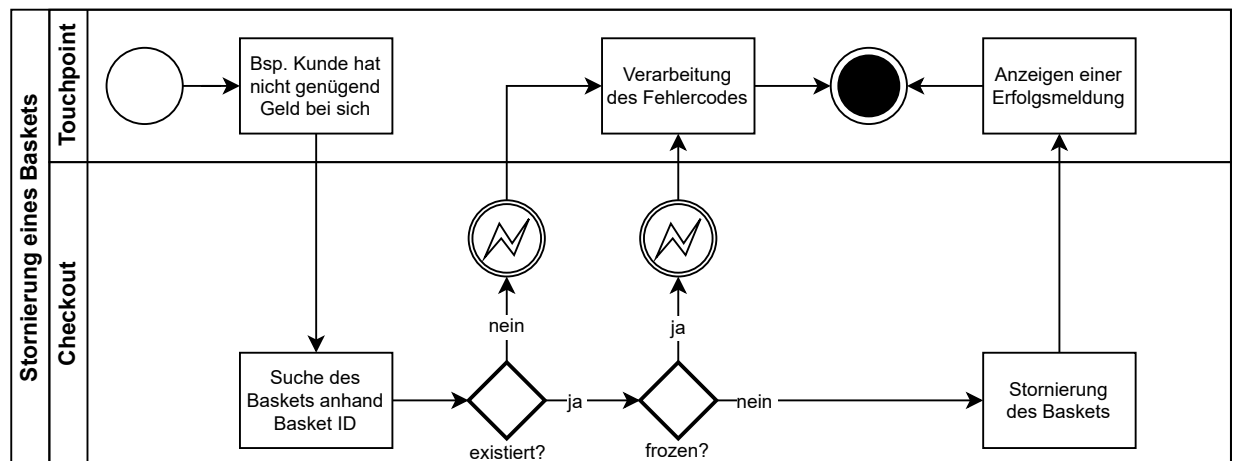 Stornierung eines Baskets
Touchpoint
Bsp. Kunde hat
nicht genügend
Geld bei sich
Verarbeitung
des Fehlercodes
Anzeigen einer
Erfolgsmeldung
Checkout
nein
ja
Suche des
Baskets anhand
Basket ID
ja
nein
Stornierung
des Baskets
existiert?
frozen?